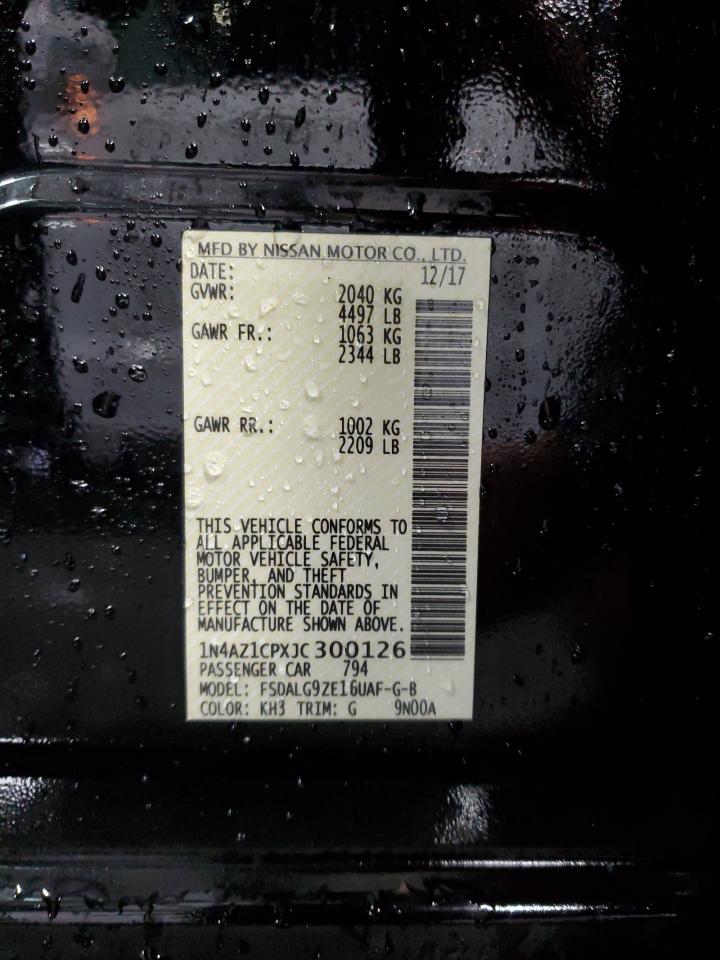 MFD BY NISSAN MOTOR CO., LTD.
DATE: 12/17
GVWR: 2040 KG
4497 LB
GAWR FR.: 1063 KG
2344 LB
GAWR RR.: 1002 KG
2209 LB
THIS VEHICLE CONFORMS TO
ALL APPLICABLE FEDERAL
MOTOR VEHICLE SAFETY,
BUMPER, AND THEFT
PREVENTION STANDARDS IN
EFFECT ON THE DATE OF
MANUFACTURE SHOWN ABOVE.
1N4AZ1CPXJC300126
PASSENGER CAR 794
MODEL: FSDALG9ZE16UAF-G-B
COLOR: KH3 TRIM: G 9N00A